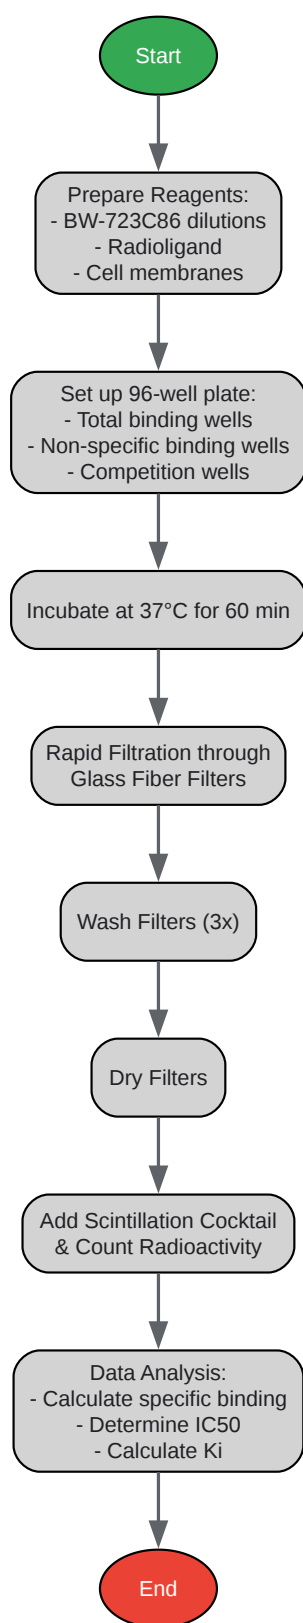 Start
Prepare Reagents:
- BW-723C86 dilutions
- Radioligand
- Cell membranes
Set up 96-well plate:
- Total binding wells
- Non-specific binding wells
- Competition wells
Incubate at 37°C for 60 min
Rapid Filtration through
Glass Fiber Filters
Wash Filters (3x)
Dry Filters
Add Scintillation Cocktail
& Count Radioactivity
Data Analysis:
- Calculate specific binding
- Determine IC50
- Calculate Ki
End